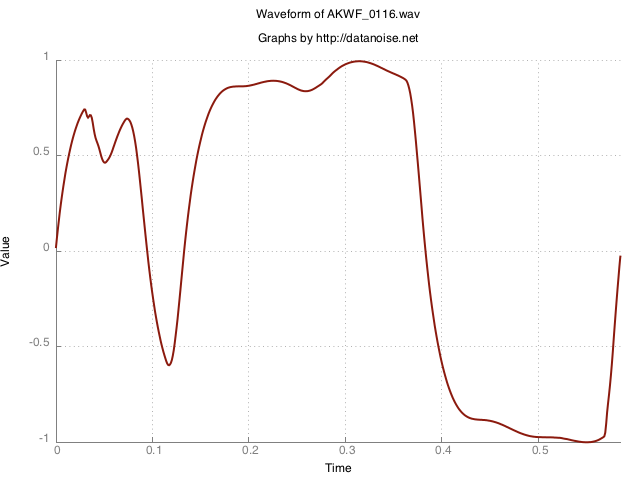 Waveform of AKWF_0116.wav
Graphs by http://datanoise.net
1
0.5
0
-0.5
-1
Value
0 0.1 0.2 0.3 0.4 0.5
Time